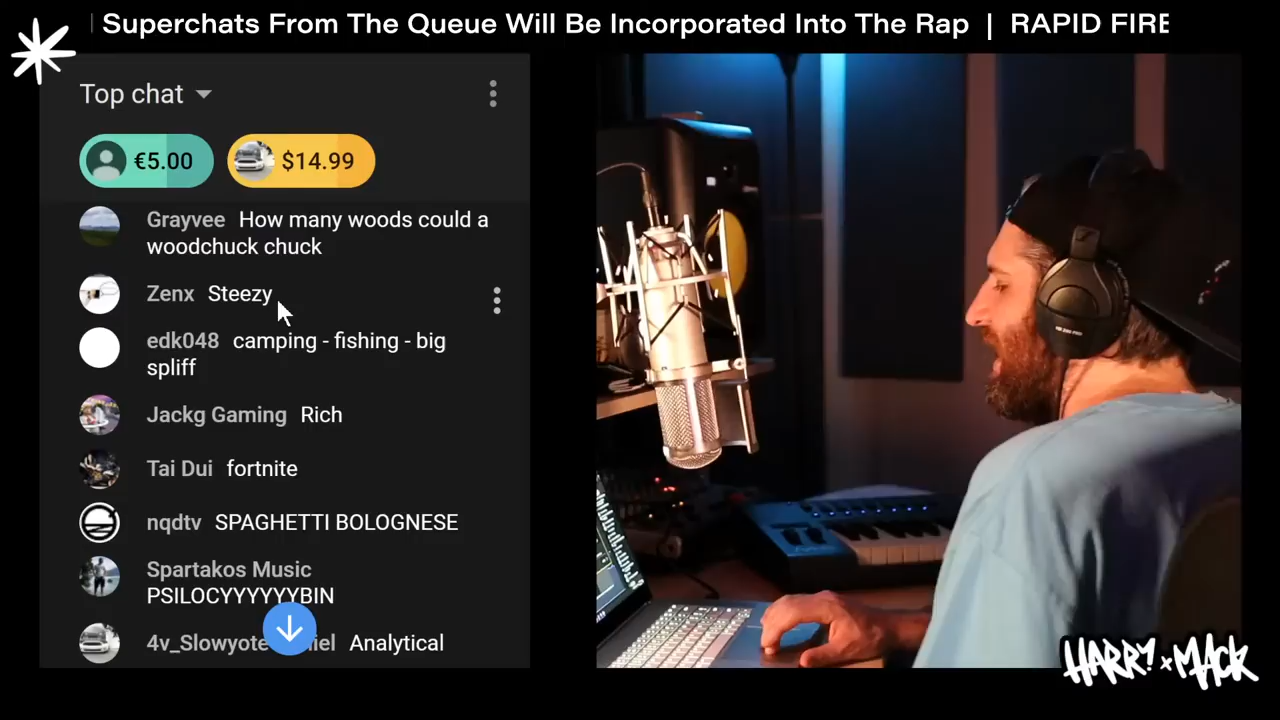 Superchats From The Queue Will Be Incorporated Into The Rap | RAPID FIRE
Top chat
€5.00 $14.99
Grayvee How many woods could a
woodchuck chuck
Zenx Steezy
edk048 camping - fishing - big
spliff
Jackg Gaming Rich
Tai Dui fortnite
nqdtv SPAGHETTI BOLOGNESE
Spartakos Music
PSILOCYYYYYYBIN
4v_Slowyote iel Analytical
HARRY MACK